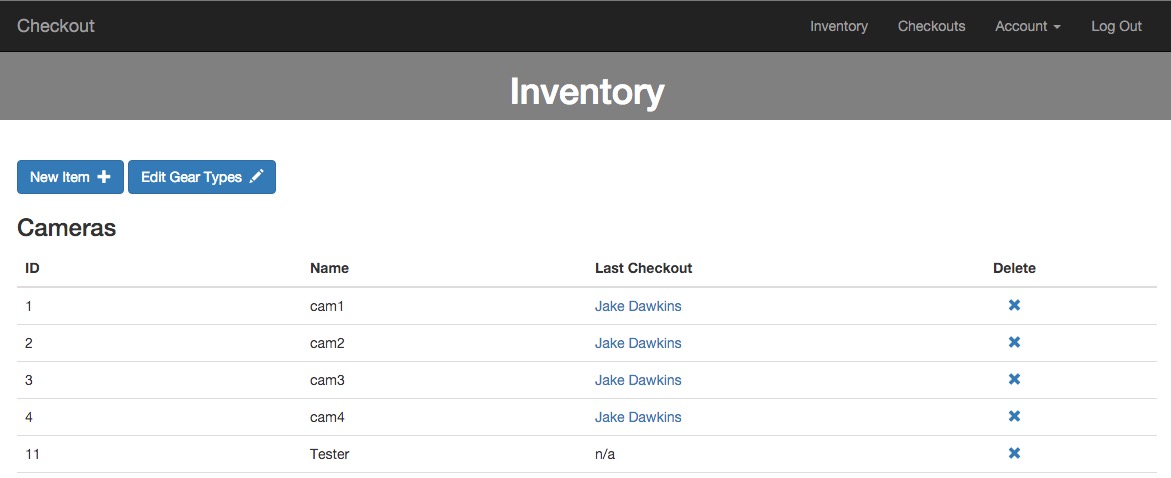 Checkout Inventory Checkouts Account Log Out
Inventory
New Item Edit Gear Types
Cameras
ID Name Last Checkout Delete
1 cam1 Jake Dawkins
2 cam2 Jake Dawkins
3 cam3 Jake Dawkins
4 cam4 Jake Dawkins
11 Tester n/a